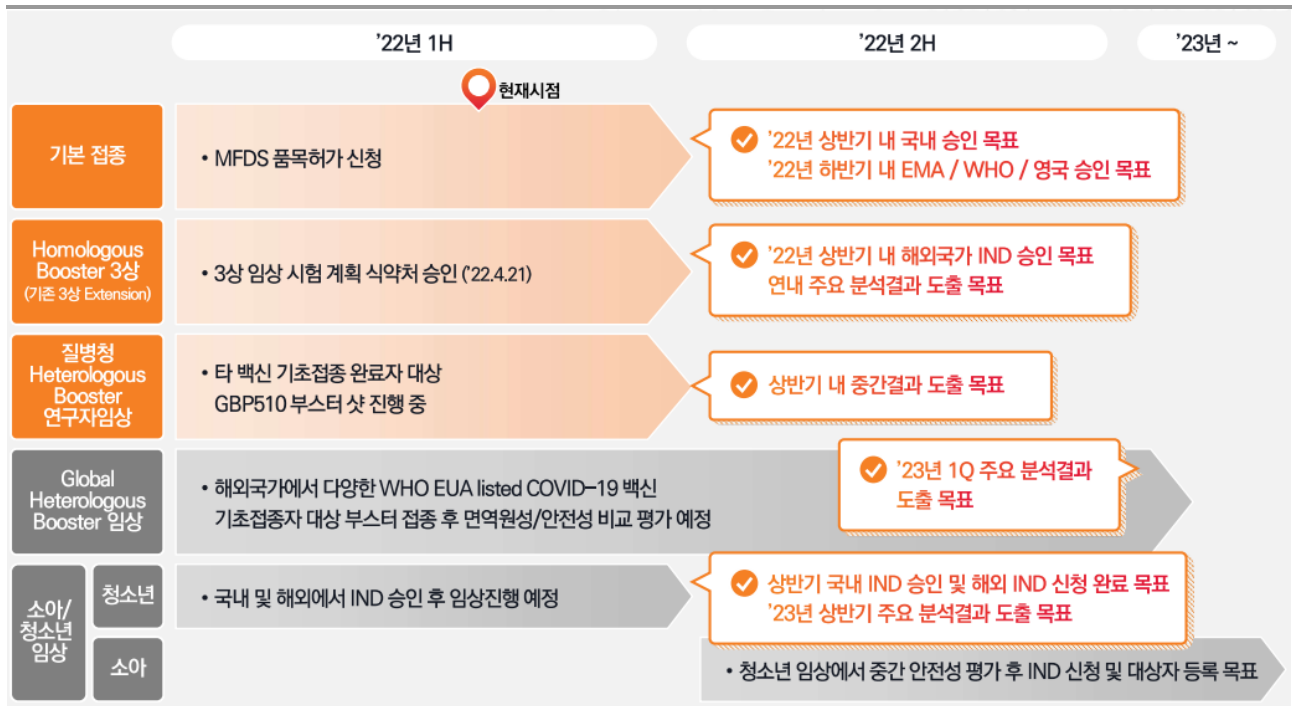 '22년 1H
'22년 2H
'23년 ~
현재시점
기본 접종
• MFDS 품목허가 신청
'22년 상반기 내 국내 승인 목표
'22년 하반기 내 EMA / WHO / 영국 승인 목표
Homologous
Booster 3상
(기존 3상 Extension)
• 3상 임상 시험 계획 식약처 승인 ('22.4.21)
'22년 상반기 내 해외국가 IND 승인 목표
연내 주요 분석결과 도출 목표
질병청
Heterologous
Booster
연구자임상
• 타 백신 기초접종 완료자 대상
GBP510 부스터 샷 진행 중
상반기 내 중간결과 도출 목표
Global
Heterologous
Booster 임상
• 해외국가에서 다양한 WHO EUA listed COVID-19 백신
기초접종자 대상 부스터 접종 후 면역원성/안전성 비교 평가 예정
'23년 1Q 주요 분석결과
도출 목표
소아/
청소년
임상
청소년
• 국내 및 해외에서 IND 승인 후 임상진행 예정
상반기 국내 IND 승인 및 해외 IND 신청 완료 목표
'23년 상반기 주요 분석결과 도출 목표
소아
• 청소년 임상에서 중간 안전성 평가 후 IND 신청 및 대상자 등록 목표